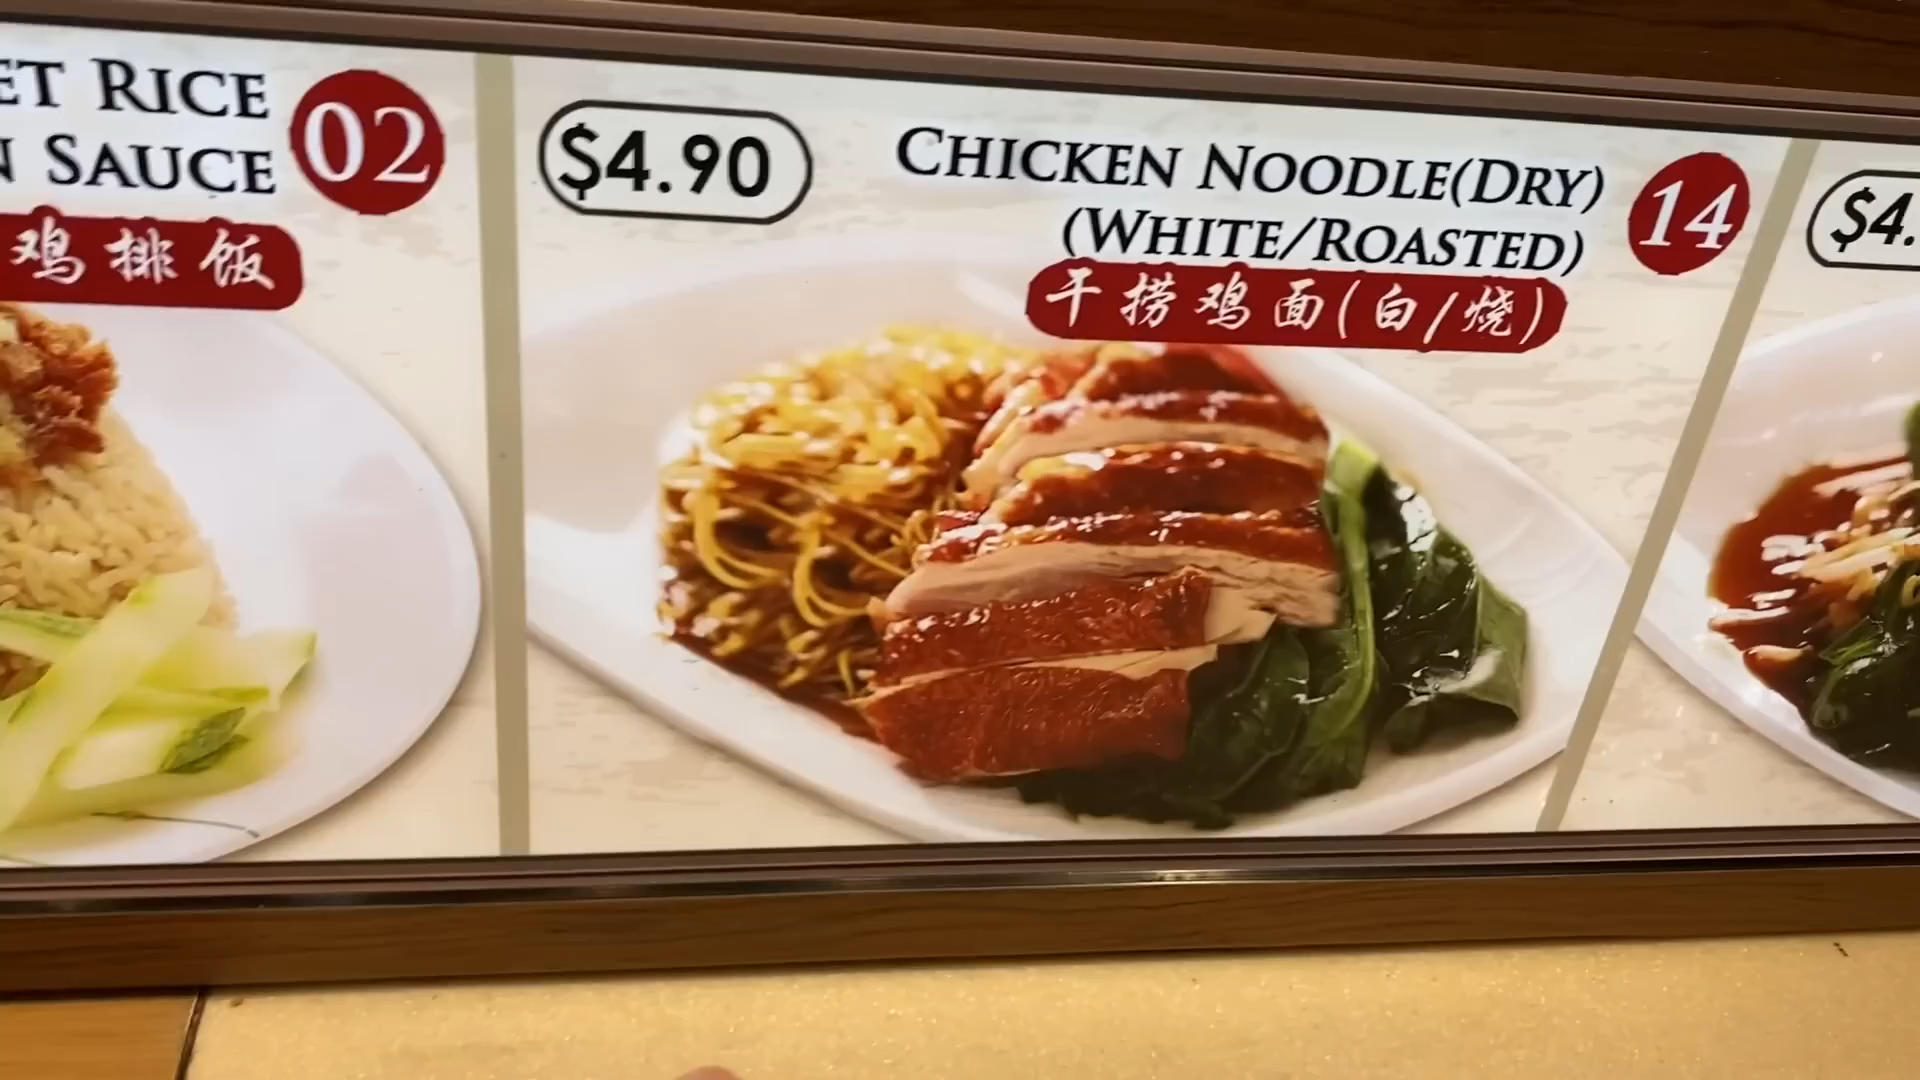 RICE
SAUCE
02
鸡排饭
$4.90
CHICKEN NOODLE(DRY)
(WHITE/ROASTED)
14
干捞鸡面(白/烧)
$4.